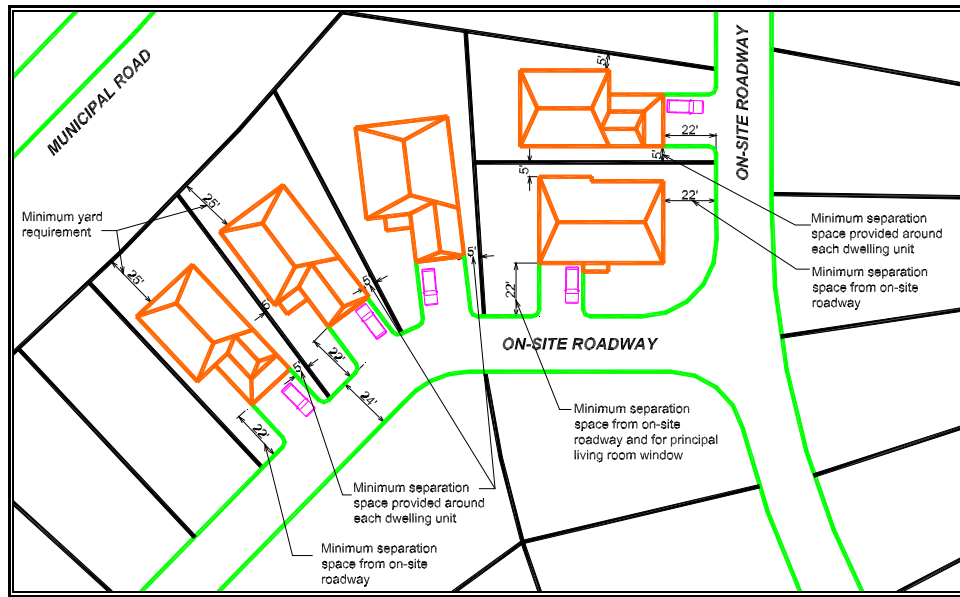 MUNICIPAL ROAD
ON-SITE ROADWAY
5'
22'
5'
5'
22'
Minimum separation
space provided around
each dwelling unit
Minimum separation
space from on-site
roadway
Minimum yard
requirement
25'
25'
5'
5'
5'
22'
22'
5'
24'
22'
ON-SITE ROADWAY
Minimum separation
space from on-site
roadway and for principal
living room window
Minimum separation
space provided around
each dwelling unit
Minimum separation
space from on-site
roadway